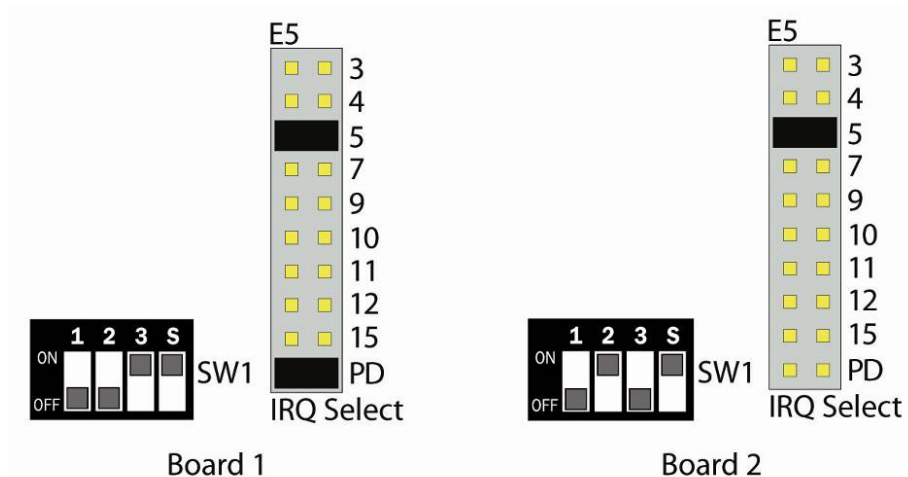 E5
3
4
5
7
9
10
11
12
15
PD
IRQ Select
1 2 3 S
ON
OFF
SW1
Board 1
E5
3
4
5
7
9
10
11
12
15
PD
IRQ Select
1 2 3 S
ON
OFF
SW1
Board 2